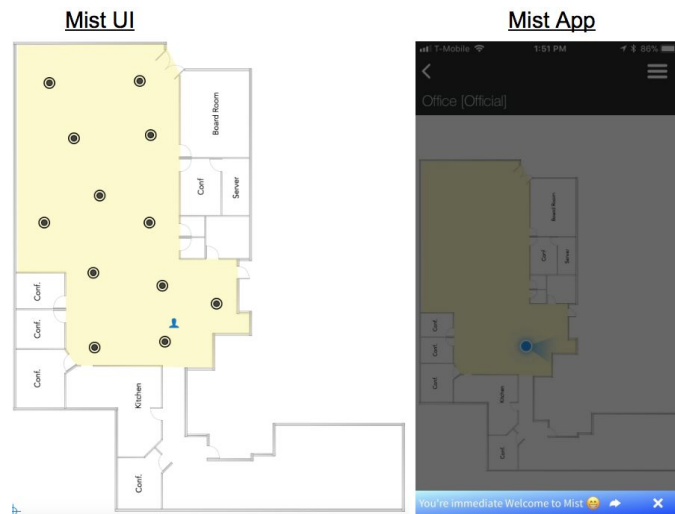 Mist UI
Board Room
Conf
Server
Conf.
Conf.
Conf.
Kitchen
Conf.
Mist App
T-Mobile
1:51 PM
86%
Office [Official]
Board Room
Conf
Server
Conf.
Conf.
Conf.
Kitchen
Conf.
You're immediate Welcome to Mist 😁